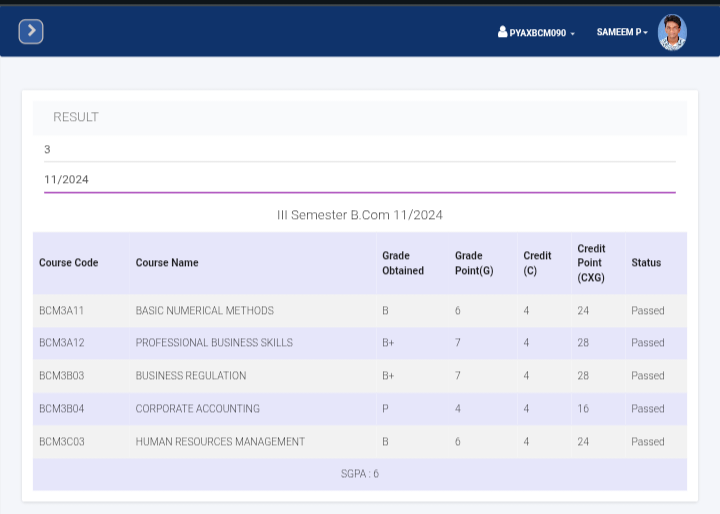 PYAXBCM090 SAMEEM P
RESULT
3
11/2024
III Semester B.Com 11/2024
Course Code Course Name Grade Obtained Grade Point(G) Credit (C) Credit Point (CXG) Status
BCM3A11 BASIC NUMERICAL METHODS B 6 4 24 Passed
BCM3A12 PROFESSIONAL BUSINESS SKILLS B+ 7 4 28 Passed
BCM3B03 BUSINESS REGULATION B+ 7 4 28 Passed
BCM3B04 CORPORATE ACCOUNTING P 4 4 16 Passed
BCM3C03 HUMAN RESOURCES MANAGEMENT B 6 4 24 Passed
SGPA : 6